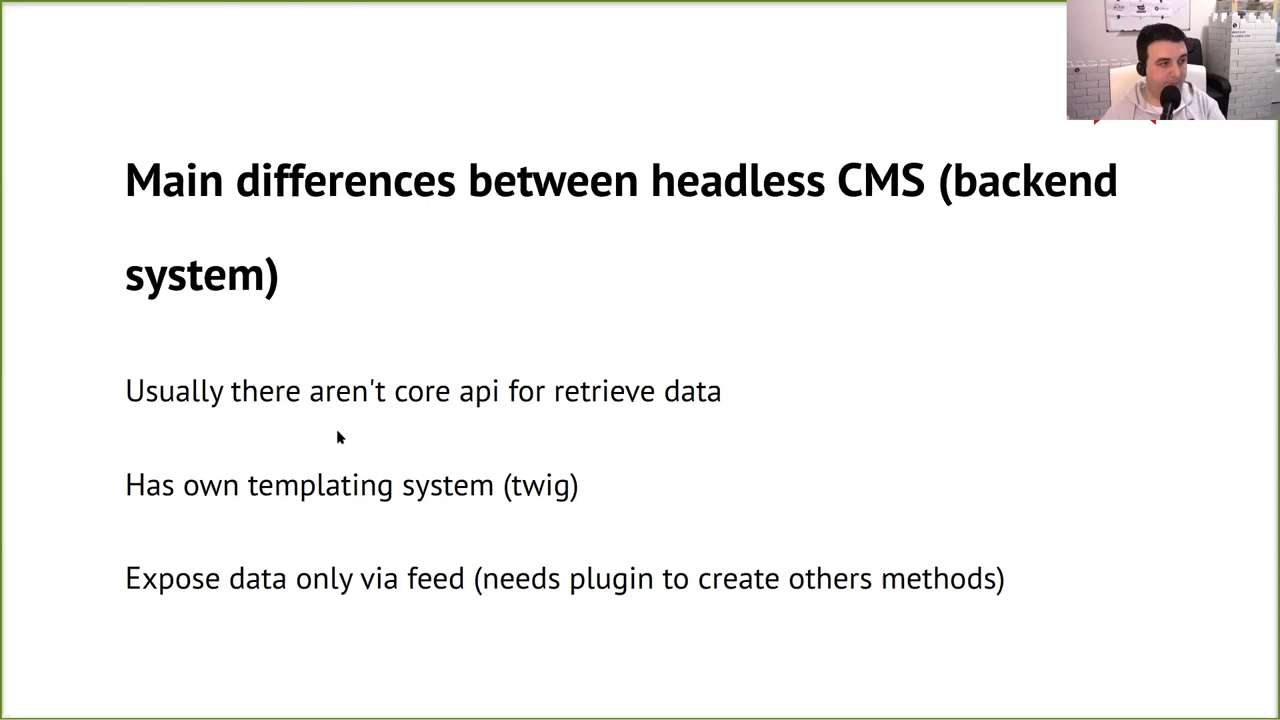 Main differences between headless CMS (backend
system)
Usually there aren't core api for retrieve data
Has own templating system (twig)
Expose data only via feed (needs plugin to create others methods)